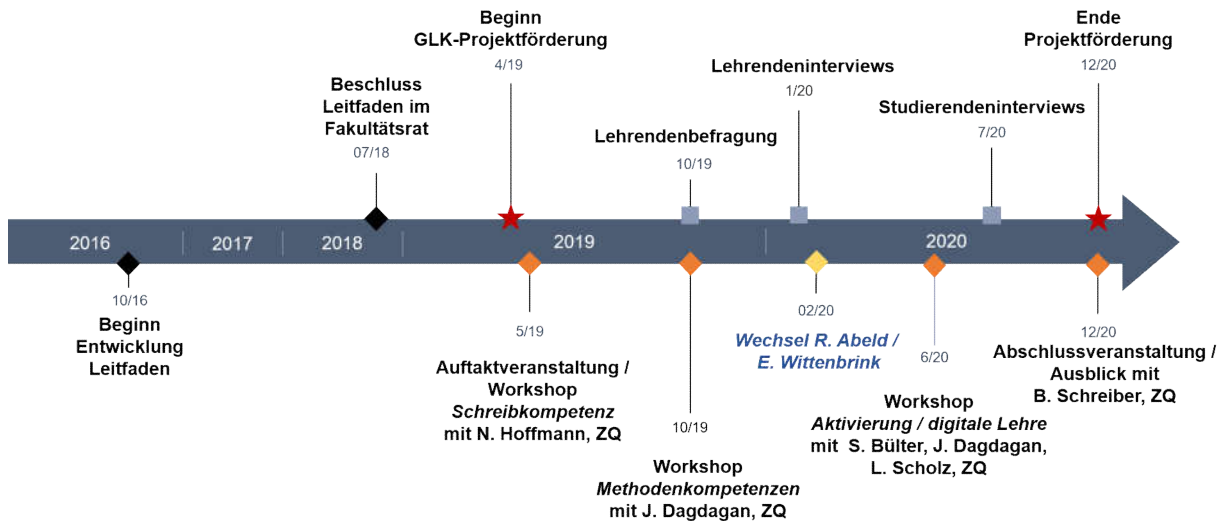 Beginn
GLK-Projektförderung
4/19
Ende
Projektförderung
12/20
Beschluss
Leitfaden im
Fakultätsrat
07/18
Lehrendenbefragung
10/19
Lehrendeninterviews
1/20
Studierendeninterviews
7/20
2016
2017
2018
2019
2020
10/16
Beginn
Entwicklung
Leitfaden
5/19
Auftaktveranstaltung /
Workshop
Schreibkompetenz
mit N. Hoffmann, ZQ
10/19
Workshop
Methodenkompetenzen
mit J. Dagdagan, ZQ
02/20
Wechsel R. Abeld /
E. Wittenbrink
6/20
Workshop
Aktivierung / digitale Lehre
mit S. Bülter, J. Dagdagan,
L. Scholz, ZQ
12/20
Abschlussveranstaltung /
Ausblick mit
B. Schreiber, ZQ